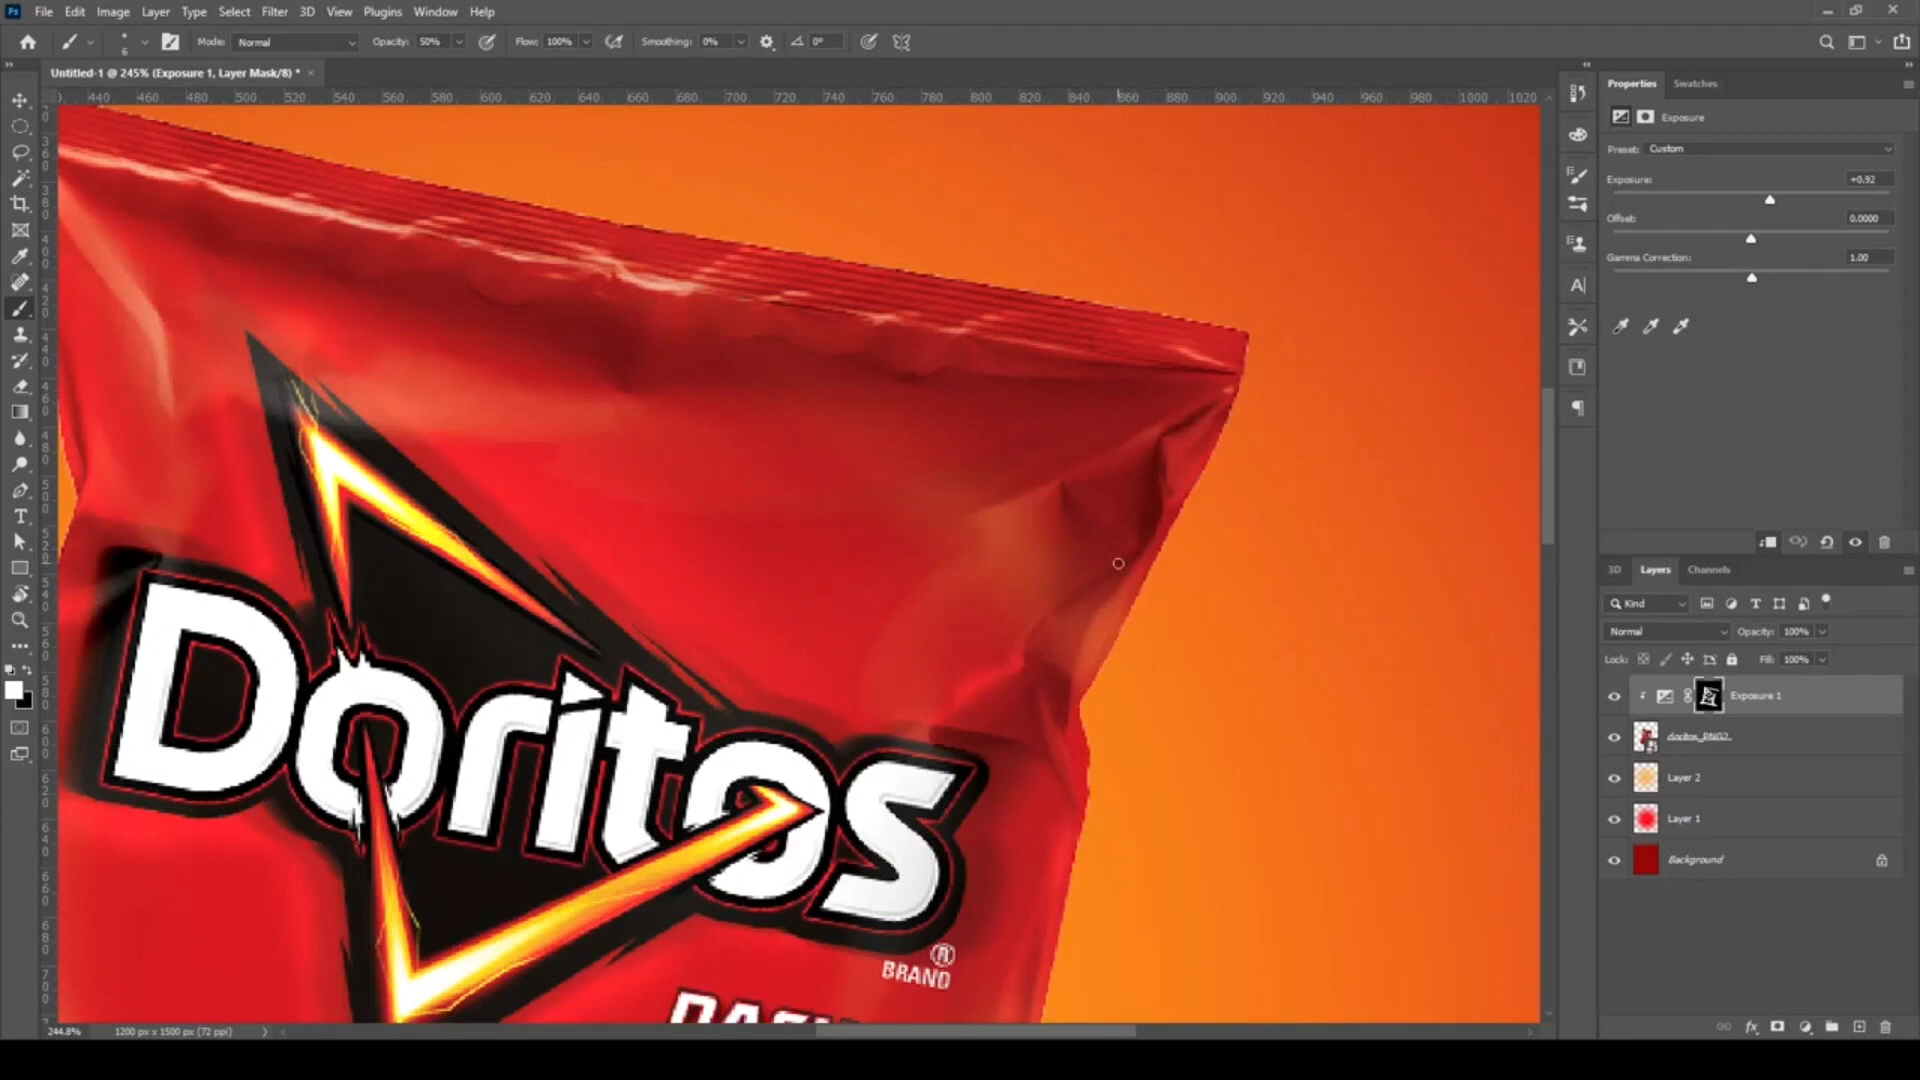 Ps File Edit Image Layer Type Select Filter 3D View Plugins Window Help
6 Mode: Normal Opacity: 50% Flow: 100% Smoothing: 0% 0°
Untitled-1 @ 245% (Exposure 1, Layer Mask/8) * ×
440 460 480 500 520 540 560 580 600 620 640 660 680 700 720 740 760 780 800 820 840 860 880 900 920 940 960 980 1000 1020
Properties Swatches
Exposure
Preset: Custom
Exposure: +0.92
Offset: 0.0000
Gamma Correction: 1.00
Doritos
®
BRAND
3D Layers Channels
Kind
Normal Opacity: 100%
Lock: Fill: 100%
Exposure 1
doritos_PNG2
Layer 2
Layer 1
Background
244.8% 1200 px x 1500 px (72 ppi)